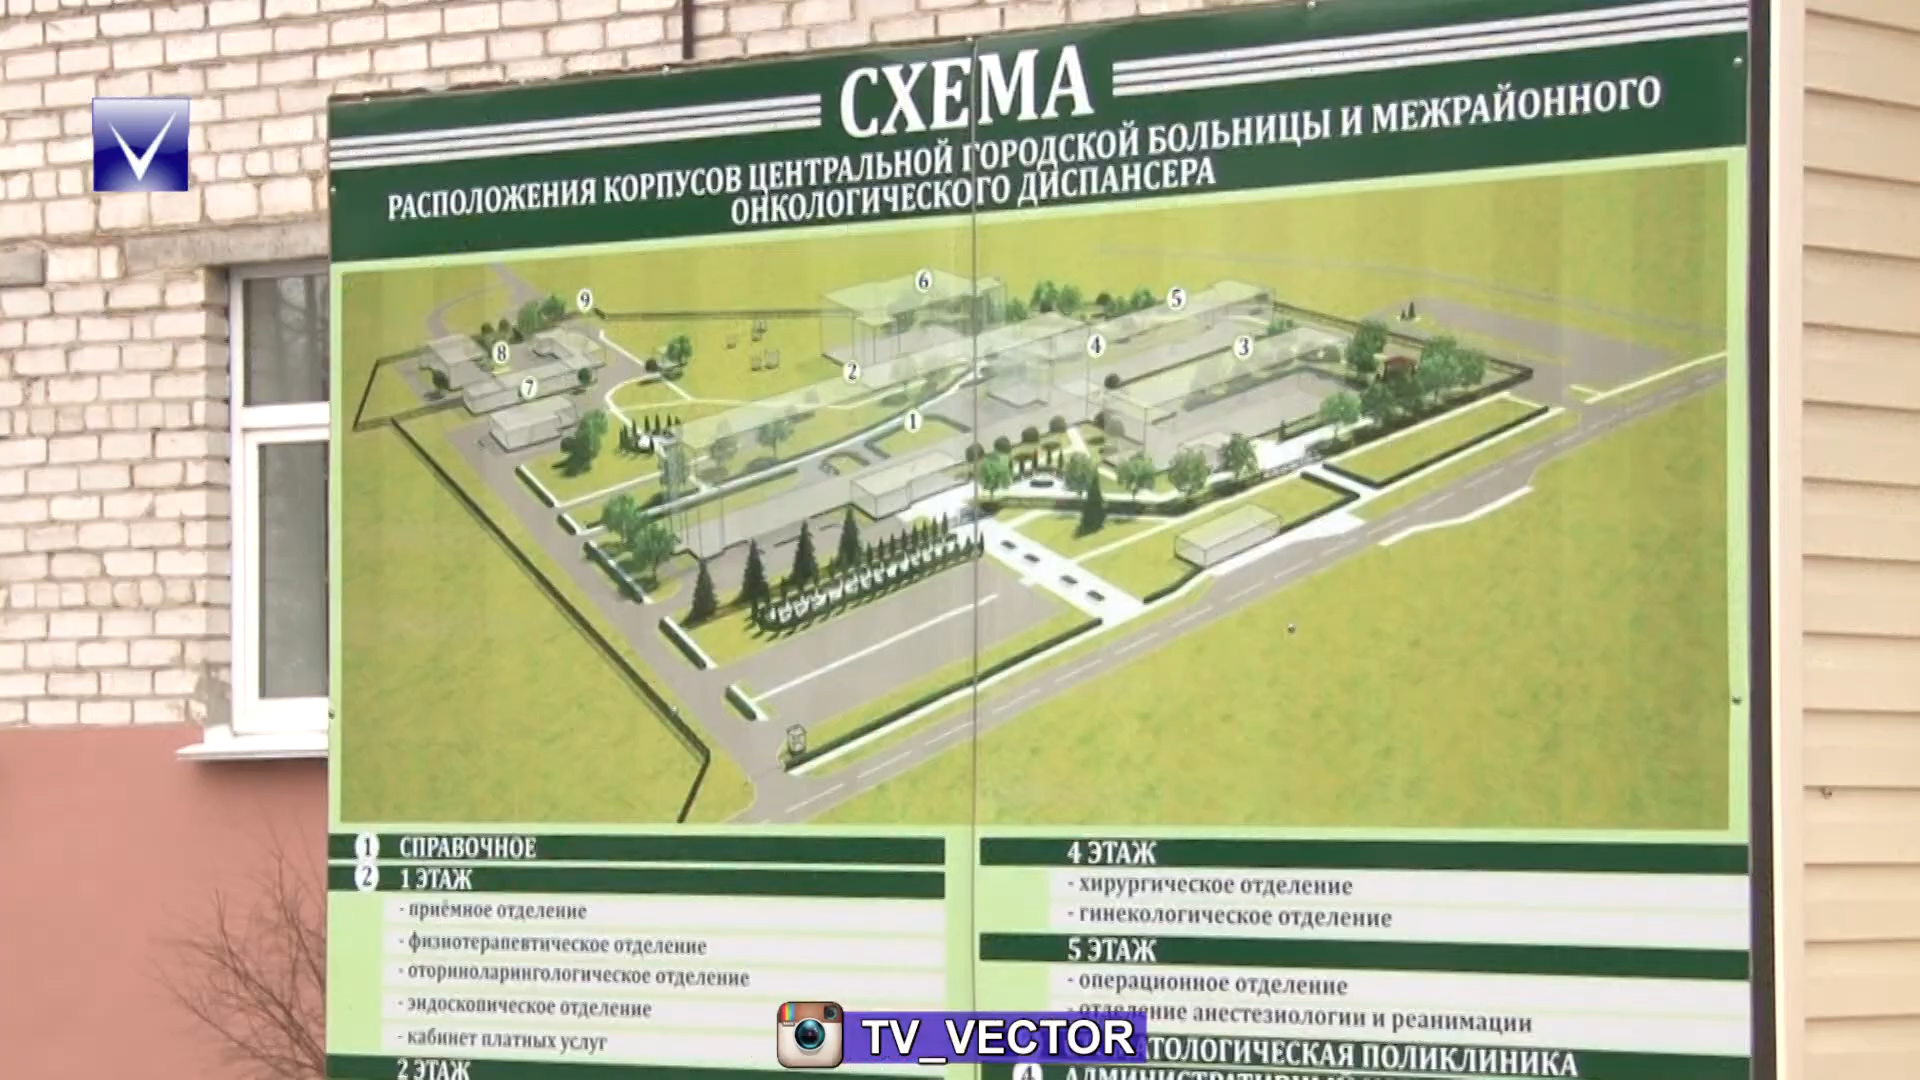 СХЕМА
РАСПОЛОЖЕНИЯ КОРПУСОВ ЦЕНТРАЛЬНОЙ ГОРОДСКОЙ БОЛЬНИЦЫ И МЕЖРАЙОННОГО
ОНКОЛОГИЧЕСКОГО ДИСПАНСЕРА
9
6
5
8
7
2
4
3
1
1 СПРАВОЧНОЕ
2 1 ЭТАЖ
- приёмное отделение
- физиотерапевтическое отделение
- оториноларингологическое отделение
- эндоскопическое отделение
- кабинет платных услуг
2 ЭТАЖ
4 ЭТАЖ
- хирургическое отделение
- гинекологическое отделение
5 ЭТАЖ
- операционное отделение
- отделение анестезиологии и реанимации
ПОЛИКЛИНИКА
4
TV_VECTOR